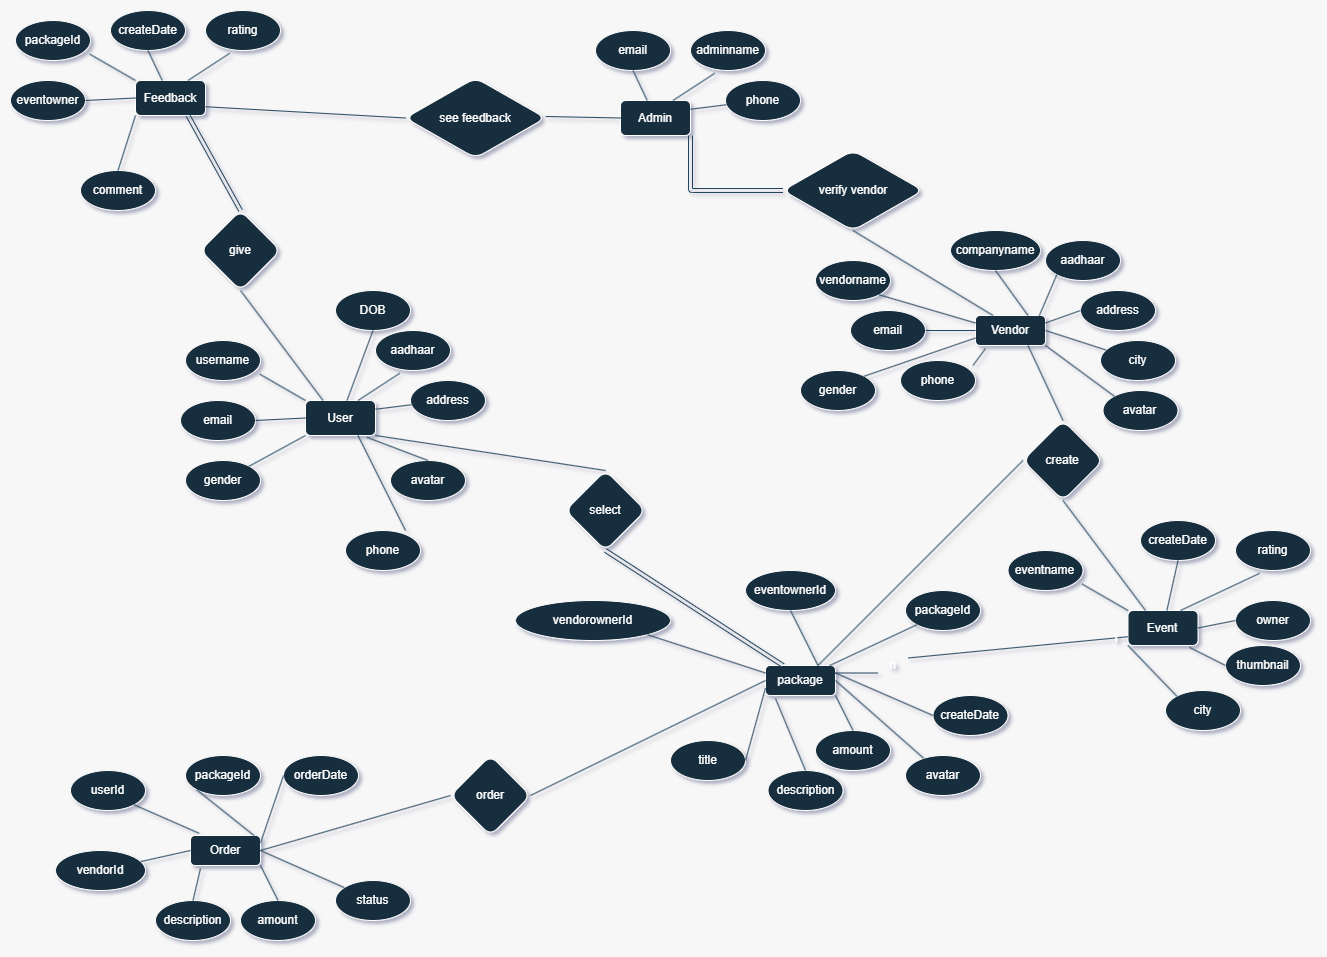 createDate
rating
packageId
email
adminname
eventowner
Feedback
phone
see feedback
Admin
comment
verify vendor
give
companyname
aadhaar
vendorname
DOB
address
email
Vendor
username
aadhaar
city
phone
gender
address
avatar
email
User
create
gender
avatar
select
phone
createDate
rating
eventname
eventownerId
packageId
vendorownerId
owner
Event
thumbnail
n
package
city
createDate
title
amount
avatar
packageId
orderDate
userId
description
order
Order
vendorId
status
description
amount